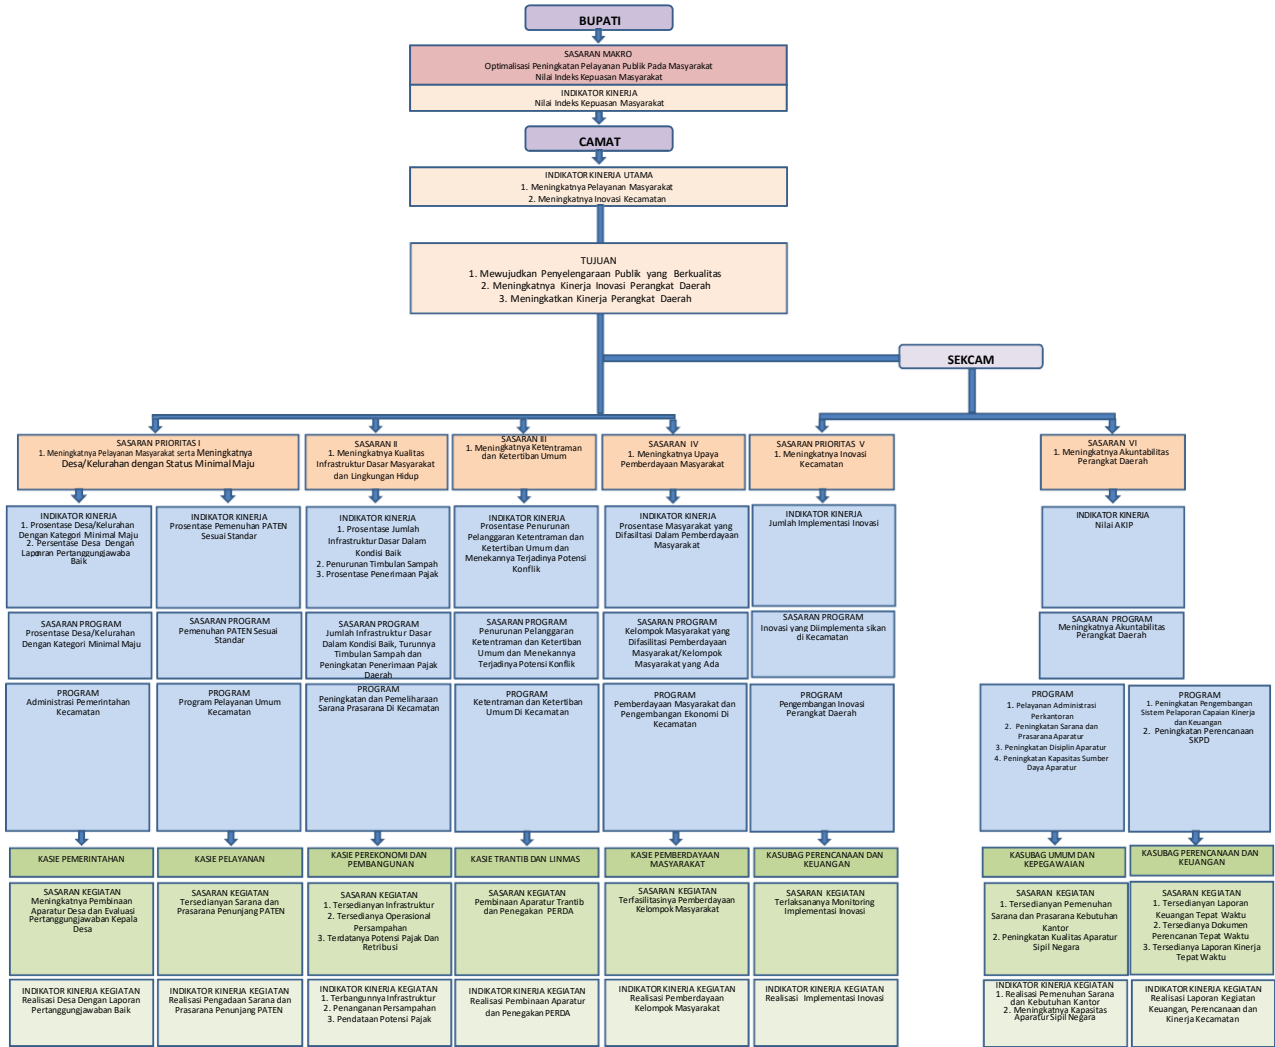 BUPATI
SASARAN MAKRO
Optimalisasi Peningkatan Pelayanan Publik Pada Masyarakat
Nilai Indeks Kepuasan Masyarakat
INDIKATOR KINERJA
Nilai Indeks Kepuasan Masyarakat
CAMAT
INDIKATOR KINERJA UTAMA
1. Meningkatnya Pelayanan Masyarakat
2. Meningkatnya Inovasi Kecamatan
TUJUAN
1. Mewujudkan Penyelengaraan Publik yang Berkualitas
2. Meningkatnya Kinerja Inovasi Perangkat Daerah
3. Meningkatkan Kinerja Perangkat Daerah
SEKCAM
SASARAN PRIORITAS I
1. Meningkatnya Pelayanan Masyarakat serta Meningkatnya
Desa/Kelurahan dengan Status Minimal Maju
SASARAN II
1. Meningkatnya Kualitas
Infrastruktur Dasar Masyarakat
dan Lingkungan Hidup
SASARAN III
1. Meningkatnya Ketentraman
dan Ketertiban Umum
SASARAN IV
1. Meningkatnya Upaya
Pemberdayaan Masyarakat
SASARAN PRIORITAS V
1. Meningkatnya Inovasi
Kecamatan
SASARAN VI
1. Meningkatnya Akuntabilitas
Perangkat Daerah
INDIKATOR KINERJA
1. Prosentase Desa/Kelurahan
Dengan Kategori Minimal Maju
2. Persentase Desa Dengan
Laporan Pertanggungjawaba
Baik
INDIKATOR KINERJA
Prosentase Pemenuhan PATEN
Sesuai Standar
INDIKATOR KINERJA
1. Prosentase Jumlah
Infrastruktur Dasar Dalam
Kondisi Baik
2. Penurunan Timbulan Sampah
3. Prosentase Penerimaan Pajak
INDIKATOR KINERJA
Prosentase Penurunan
Pelanggaran Ketentraman dan
Ketertiban Umum dan
Menekannya Terjadinya Potensi
Konflik
INDIKATOR KINERJA
Prosentase Masyarakat yang
Difasiltasi Dalam Pemberdayaan
Masyarakat
INDIKATOR KINERJA
Jumlah Implementasi Inovasi
INDIKATOR KINERJA
Nilai AKIP
SASARAN PROGRAM
Prosentase Desa/Kelurahan
Dengan Kategori Minimal Maju
SASARAN PROGRAM
Pemenuhan PATEN Sesuai
Standar
SASARAN PROGRAM
Jumlah Infrastruktur Dasar
Dalam Kondisi Baik, Turunnya
Timbulan Sampah dan
Peningkatan Penerimaan Pajak
Daerah
SASARAN PROGRAM
Penurunan Pelanggaran
Ketentraman dan Ketertiban
Umum dan Menekannya
Terjadinya Potensi Konflik
SASARAN PROGRAM
Kelompok Masyarakat yang
Difasilitasi Pemberdayaan
Masyarakat/Kelompok
Masyarakat yang Ada
SASARAN PROGRAM
Inovasi yang Diimplementa sikan
di Kecamatan
SASARAN PROGRAM
Meningkatnya Akuntabilitas
Perangkat Daerah
PROGRAM
Administrasi Pemerintahan
Kecamatan
PROGRAM
Program Pelayanan Umum
Kecamatan
PROGRAM
Peningkatan dan Pemeliharaan
Sarana Prasarana Di Kecamatan
PROGRAM
Ketentraman dan Ketertiban
Umum Di Kecamatan
PROGRAM
Pemberdayaan Masyarakat dan
Pengembangan Ekonomi Di
Kecamatan
PROGRAM
Pengembangan Inovasi
Perangkat Daerah
PROGRAM
1. Pelayanan Administrasi
Perkantoran
2. Peningkatan Sarana dan
Prasarana Aparatur
3. Peningkatan Disiplin Aparatur
4. Peningkatan Kapasitas Sumber
Daya Aparatur
PROGRAM
1. Peningkatan Pengembangan
Sistem Pelaporan Capaian Kinerja
dan Keuangan
2. Peningkatan Perencanaan
SKPD
KASIE PEMERINTAHAN
KASIE PELAYANAN
KASIE PEREKONOMI DAN
PEMBANGUNAN
KASIE TRANTIB DAN LINMAS
KASIE PEMBERDAYAAN
MASYARAKAT
KASUBAG PERENCANAAN DAN
KEUANGAN
KASUBAG UMUM DAN
KEPEGAWAIAN
KASUBAG PERENCANAAN DAN
KEUANGAN
SASARAN KEGIATAN
Meningkatnya Pembinaan
Aparatur Desa dan Evaluasi
Pertanggungjawaban Kepala
Desa
SASARAN KEGIATAN
Tersedianyan Sarana dan
Prasarana Penunjang PATEN
SASARAN KEGIATAN
1. Tersedianyan Infrastruktur
2. Tersedianya Operasional
Persampahan
3. Terdatanya Potensi Pajak Dan
Retribusi
SASARAN KEGIATAN
Pembinaan Aparatur Trantib
dan Penegakan PERDA
SASARAN KEGIATAN
Terfasilitasinya Pemberdayaan
Kelompok Masyarakat
SASARAN KEGIATAN
Terlaksananya Monitoring
Implementasi Inovasi
SASARAN KEGIATAN
1. Tersedianyan Pemenuhan
Sarana dan Prasarana Kebutuhan
Kantor
2. Peningkatan Kualitas Aparatur
Sipil Negara
SASARAN KEGIATAN
1. Tersedianyan Laporan
Keuangan Tepat Waktu
2. Tersedianya Dokumen
Perencanan Tepat Waktu
3. Tersedianya Laporan Kinerja
Tepat Waktu
INDIKATOR KINERJA KEGIATAN
Realisasi Desa Dengan Laporan
Pertanggungjawaban Baik
INDIKATOR KINERJA KEGIATAN
Realisasi Pengadaan Sarana dan
Prasarana Penunjang PATEN
INDIKATOR KINERJA KEGIATAN
1. Terbangunnya Infrastruktur
2. Penanganan Persampahan
3. Pendataan Potensi Pajak
INDIKATOR KINERJA KEGIATAN
Realisasi Pembinaan Aparatur
dan Penegakan PERDA
INDIKATOR KINERJA KEGIATAN
Realisasi Pemberdayaan
Kelompok Masyarakat
INDIKATOR KINERJA KEGIATAN
Realisasi Implementasi Inovasi
INDIKATOR KINERJA KEGIATAN
1. Realisasi Pemenuhan Sarana
dan Kebutuhan Kantor
2. Meningkatnya Kapasitas
Aparatur Sipil Negara
INDIKATOR KINERJA KEGIATAN
Realisasi Laporan Kegiatan
Keuangan, Perencanaan dan
Kinerja Kecamatan